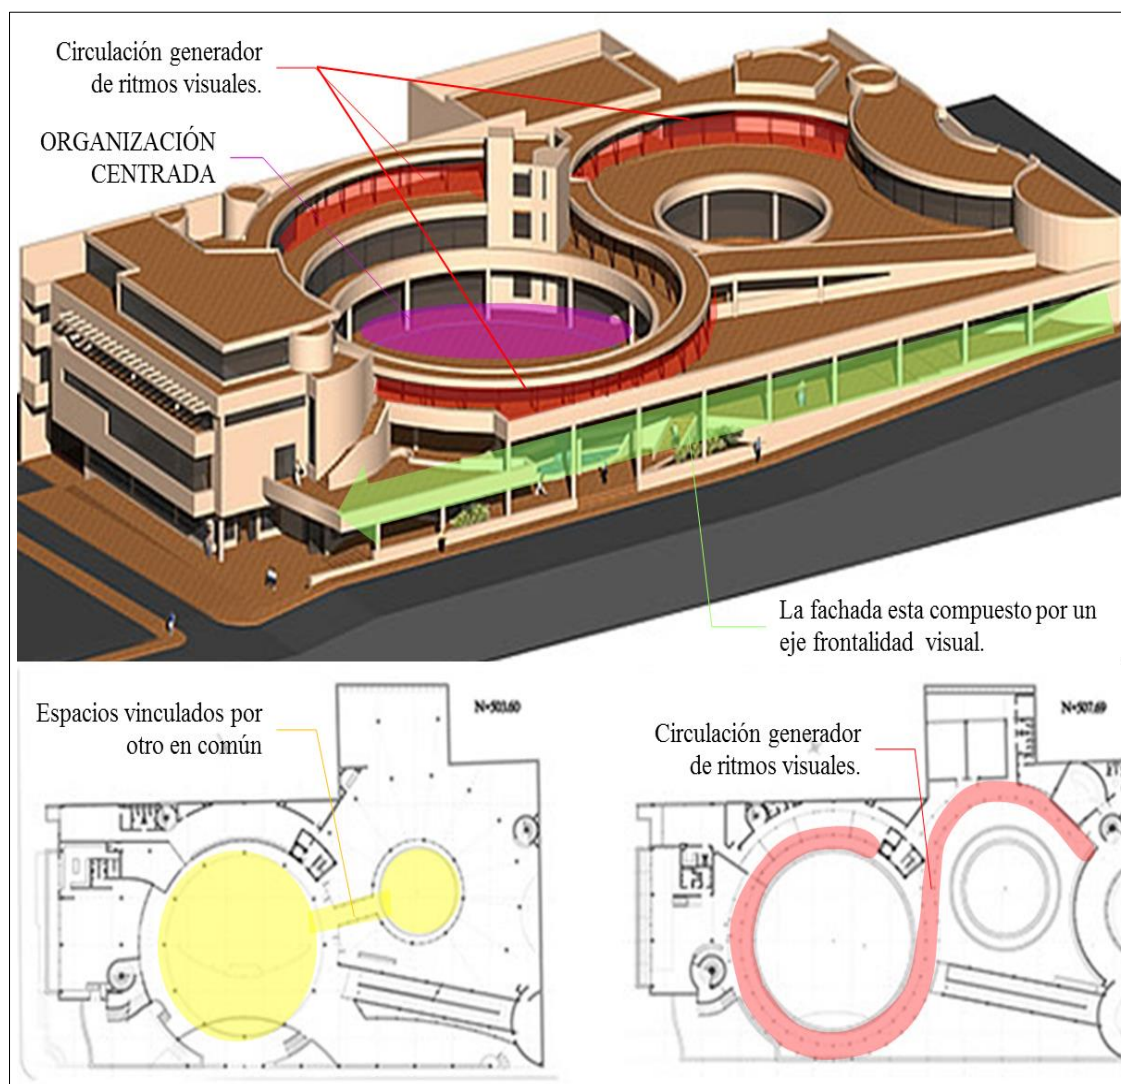 Circulación generador
de ritmos visuales.
ORGANIZACIÓN
CENTRADA
La fachada esta compuesto por un
eje frontalidad visual.
Espacios vinculados por
otro en común
N=503.60
Circulación generador
de ritmos visuales.
N=507.69